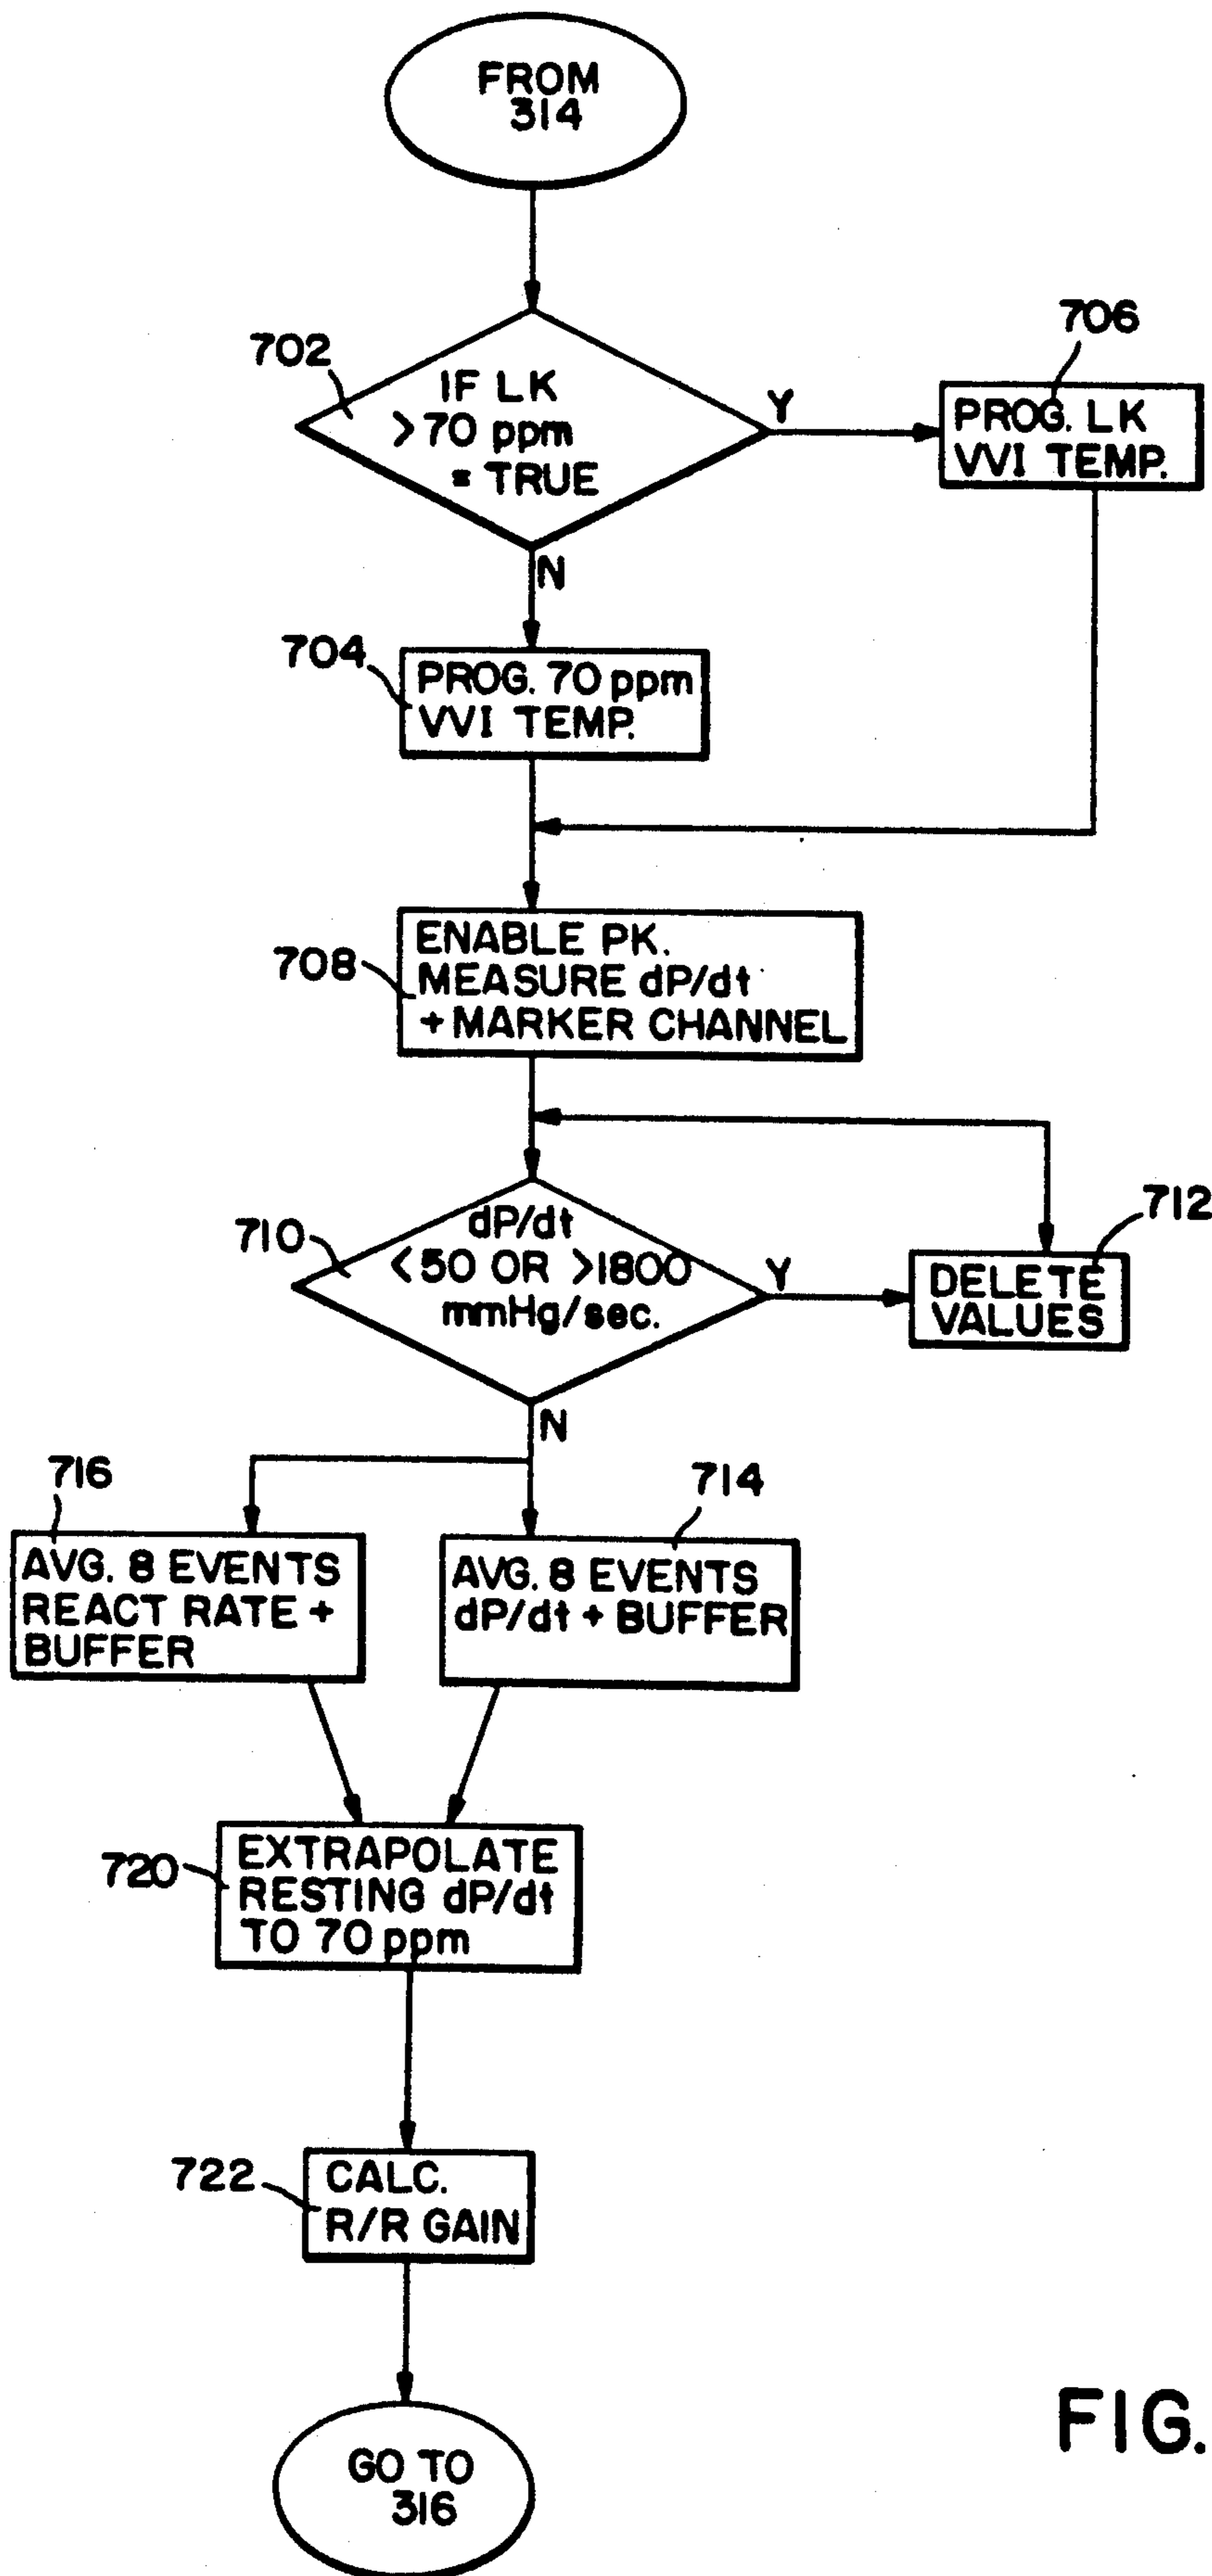 FROM
314
702
IF LK
>70 ppm
= TRUE
Y
706
PROG. LK
VVI TEMP.
N
704
PROG. 70 ppm
VVI TEMP.
708
ENABLE PK.
MEASURE dP/dt
+ MARKER CHANNEL
710
dP/dt
<50 OR >1800
mmHg/sec.
Y
712
DELETE
VALUES
N
716
AVG. 8 EVENTS
REACT RATE +
BUFFER
714
AVG. 8 EVENTS
dP/dt + BUFFER
720
EXTRAPOLATE
RESTING dP/dt
TO 70 ppm
722
CALC.
R/R GAIN
GO TO
316
FIG.